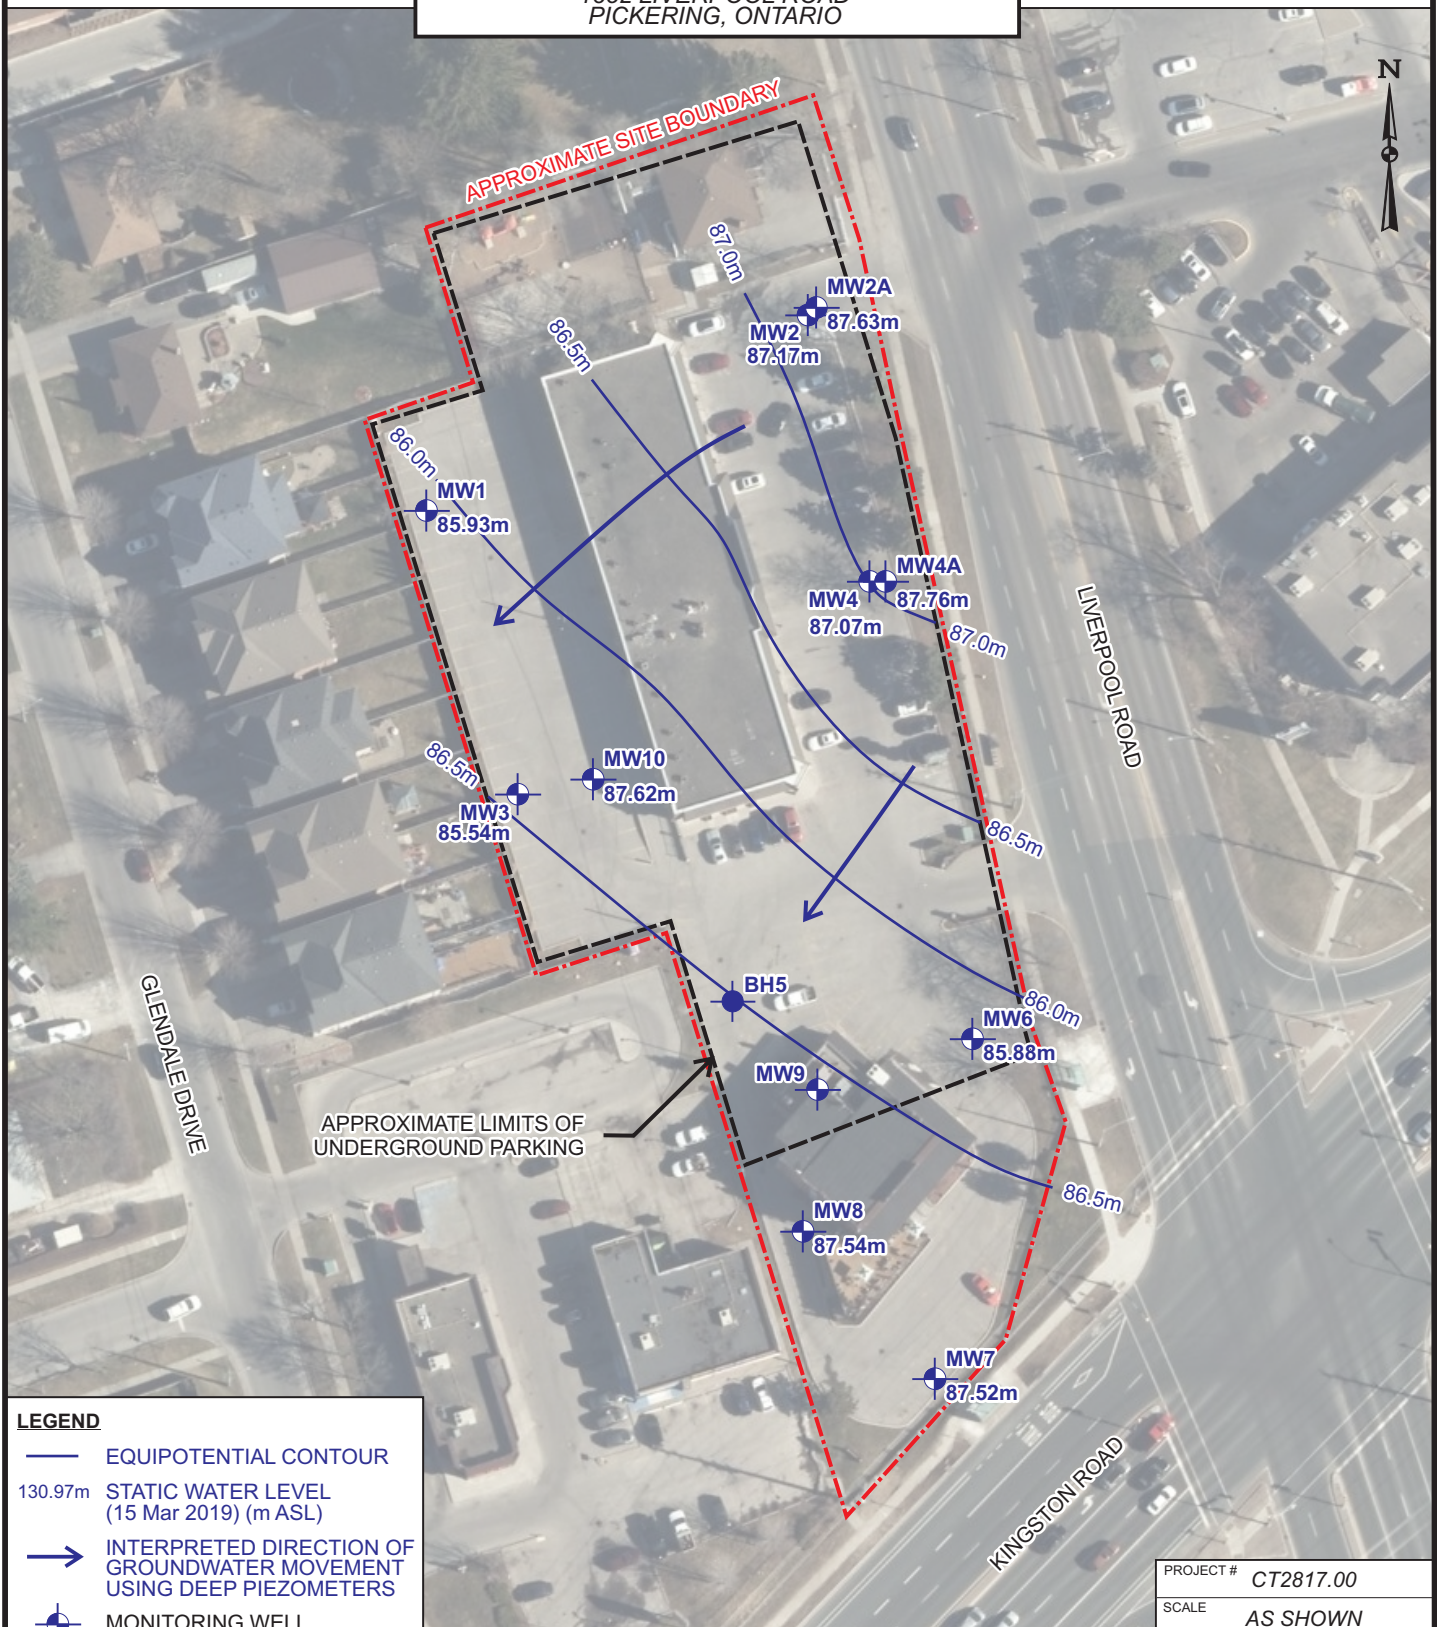 PICKERING, ONTARIO
N
APPROXIMATE SITE BOUNDARY
87.0m
MW2A
87.63m
MW2
87.17m
86.5m
86.0m
MW1
85.93m
MW4A
87.76m
MW4
87.07m
87.0m
LIVERPOOL ROAD
86.5m
MW10
87.62m
MW3
85.54m
86.5m
BH5
86.0m
MW6
85.88m
MW9
GLENDALE DRIVE
APPROXIMATE LIMITS OF
UNDERGROUND PARKING
86.5m
MW8
87.54m
MW7
87.52m
KINGSTON ROAD
LEGEND
EQUIPOTENTIAL CONTOUR
130.97m STATIC WATER LEVEL
(15 Mar 2019) (m ASL)
INTERPRETED DIRECTION OF
GROUNDWATER MOVEMENT
USING DEEP PIEZOMETERS
MONITORING WELL
PROJECT # CT2817.00
SCALE AS SHOWN